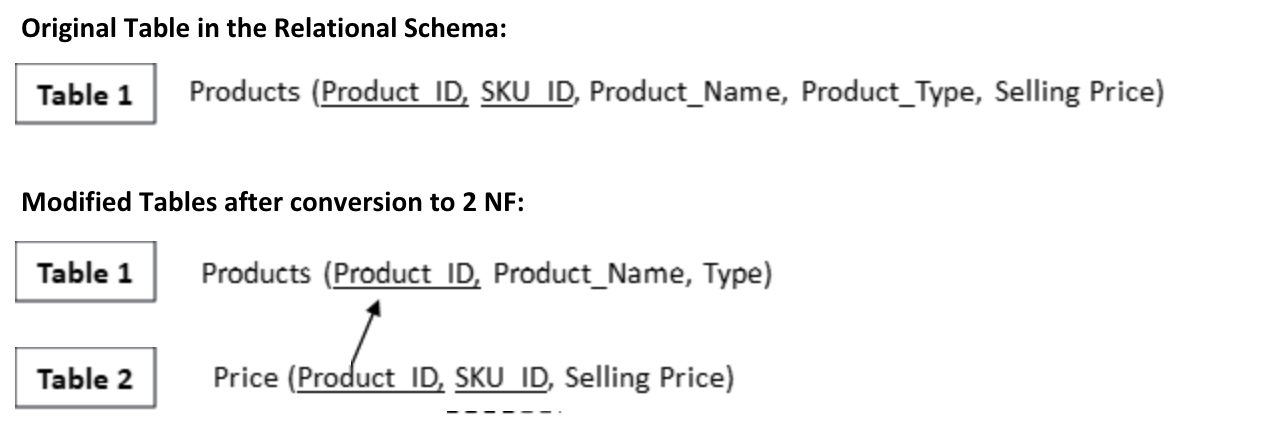 Original Table in the Relational Schema:
Table 1 Products (Product_ID, SKU_ID, Product_Name, Product_Type, Selling Price)
Modified Tables after conversion to 2 NF:
Table 1 Products (Product_ID, Product_Name, Type)
Table 2 Price (Product_ID, SKU_ID, Selling Price)